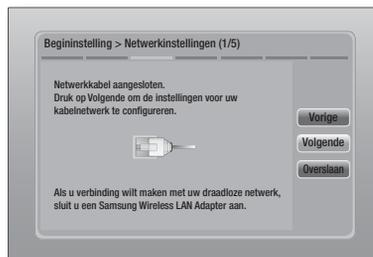 Begininstelling > Netwerkinstellingen (1/5)
Netwerkkabel aangesloten.
Druk op Volgende om de instellingen voor uw
kabelnetwerk te configureren.
Vorige
Volgende
Overslaan
Als u verbinding wilt maken met uw draadloze netwerk,
sluit u een Samsung Wireless LAN Adapter aan.